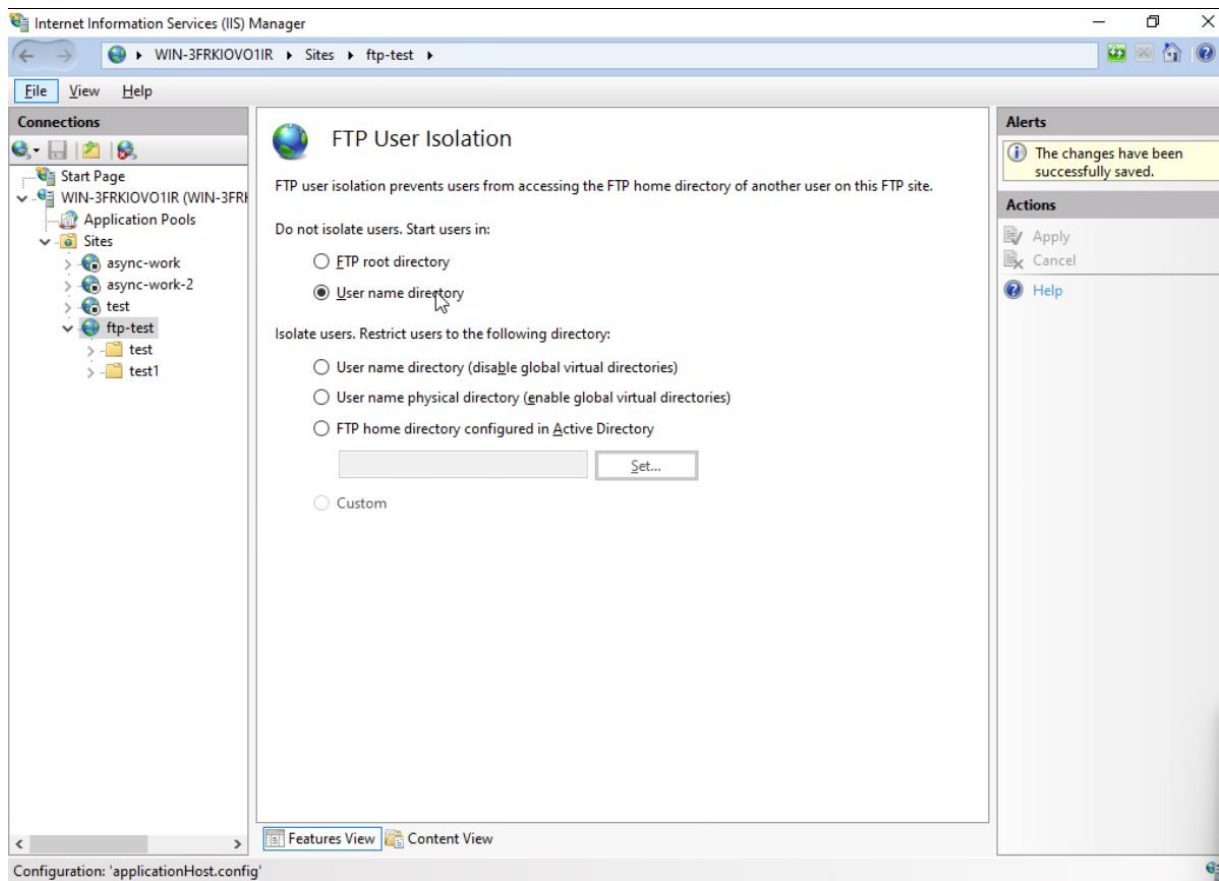 Internet Information Services (IIS) Manager
WIN-3FRKIOVO1IR Sites ftp-test
File View Help
Connections
Start Page
WIN-3FRKIOVO1IR (WIN-3FR
Application Pools
Sites
async-work
async-work-2
test
ftp-test
test
test1
FTP User Isolation
FTP user isolation prevents users from accessing the FTP home directory of another user on this FTP site.
Do not isolate users. Start users in:
FTP root directory
User name directory
Isolate users. Restrict users to the following directory:
User name directory (disable global virtual directories)
User name physical directory (enable global virtual directories)
FTP home directory configured in Active Directory
Set...
Custom
Features View Content View
Alerts
The changes have been
successfully saved.
Actions
Apply
Cancel
Help
Configuration: 'applicationHost.config'